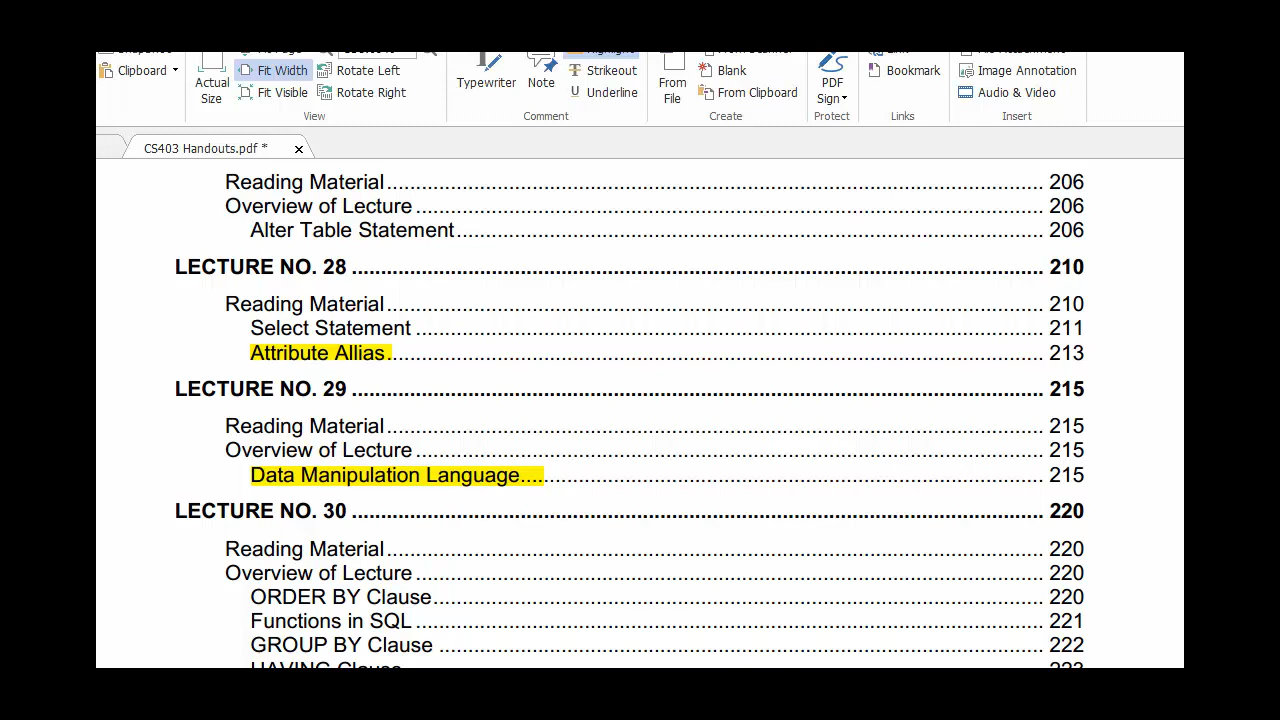 Clipboard
Actual
Size
Fit Width
Fit Visible
Rotate Left
Rotate Right
View
Typewriter
Note
Strikeout
Underline
Comment
From
File
Blank
From Clipboard
Create
PDF
Sign
Protect
Bookmark
Links
Image Annotation
Audio & Video
Insert
CS403 Handouts.pdf *
Reading Material 206
Overview of Lecture 206
Alter Table Statement 206
LECTURE NO. 28 210
Reading Material 210
Select Statement 211
Attribute Allias 213
LECTURE NO. 29 215
Reading Material 215
Overview of Lecture 215
Data Manipulation Language 215
LECTURE NO. 30 220
Reading Material 220
Overview of Lecture 220
ORDER BY Clause 220
Functions in SQL 221
GROUP BY Clause 222
HAVING Clause 223